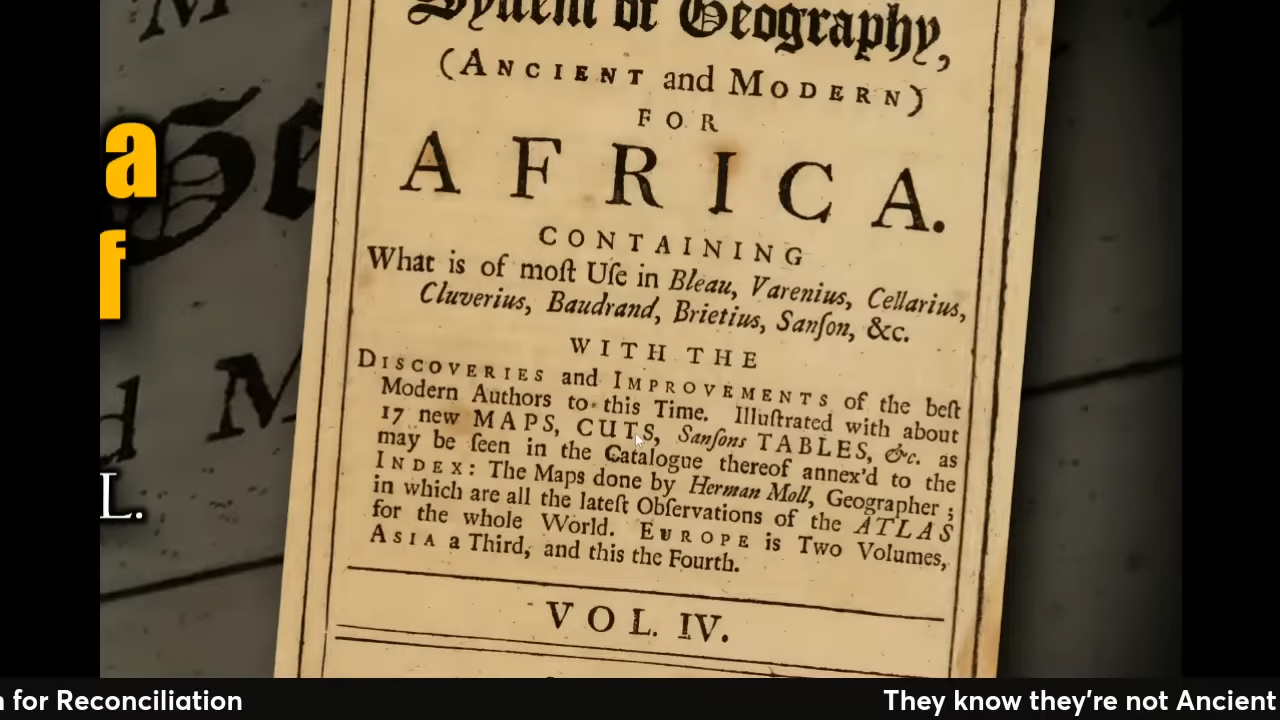 System of Geography,
(ANCIENT and MODERN)
FOR
AFRICA.
CONTAINING
What is of moſt Uſe in Bleau, Varenius, Cellarius,
Cluverius, Baudrand, Brietius, Sanſon, &c.
WITH THE
DISCOVERIES and IMPROVEMENTS of the beſt
Modern Authors to this Time. Illuſtrated with about
17 new MAPS, CUTS, Sanſons TABLES, &c. as
may be ſeen in the Catalogue thereof annex'd to the
INDEX: The Maps done by Herman Moll, Geographer;
in which are all the lateſt Obſervations of the ATLAS
for the whole World. EUROPE is Two Volumes,
ASIA a Third, and this the Fourth.
VOL. IV.
a
f
L.
for Reconciliation
They know they're not Ancient